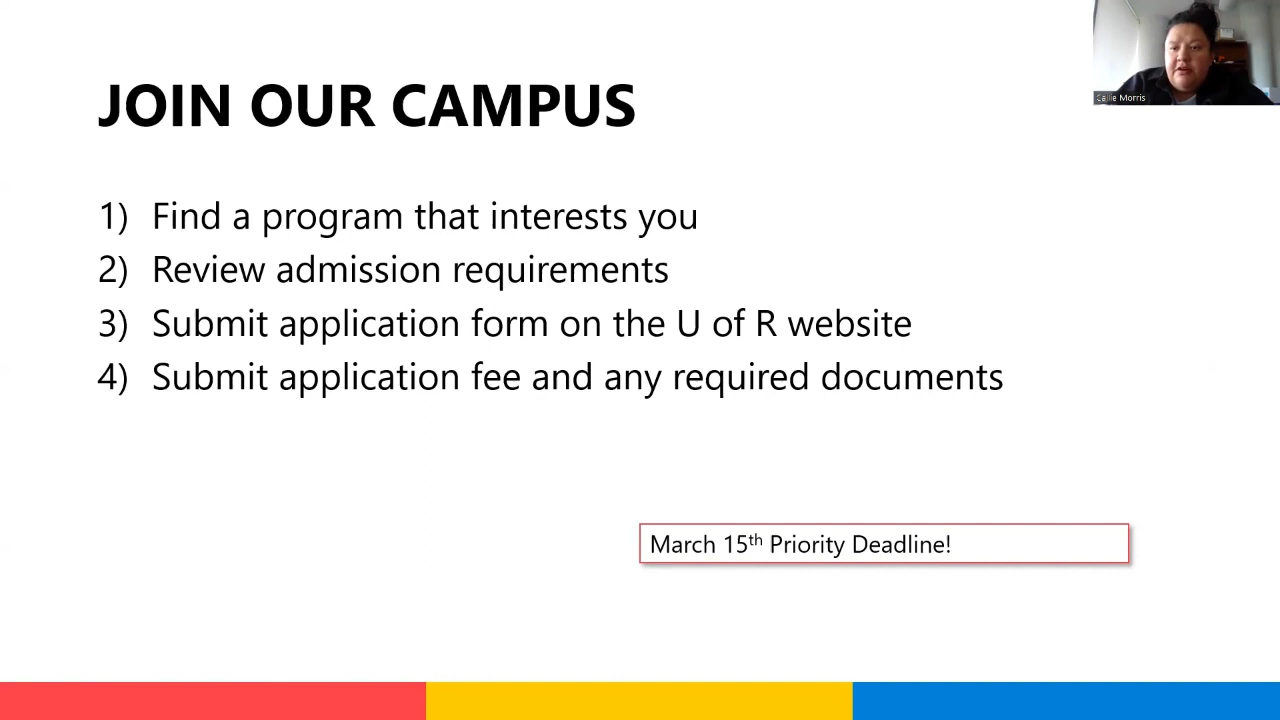 JOIN OUR CAMPUS
1) Find a program that interests you
2) Review admission requirements
3) Submit application form on the U of R website
4) Submit application fee and any required documents
March 15th Priority Deadline!
Callie Morris